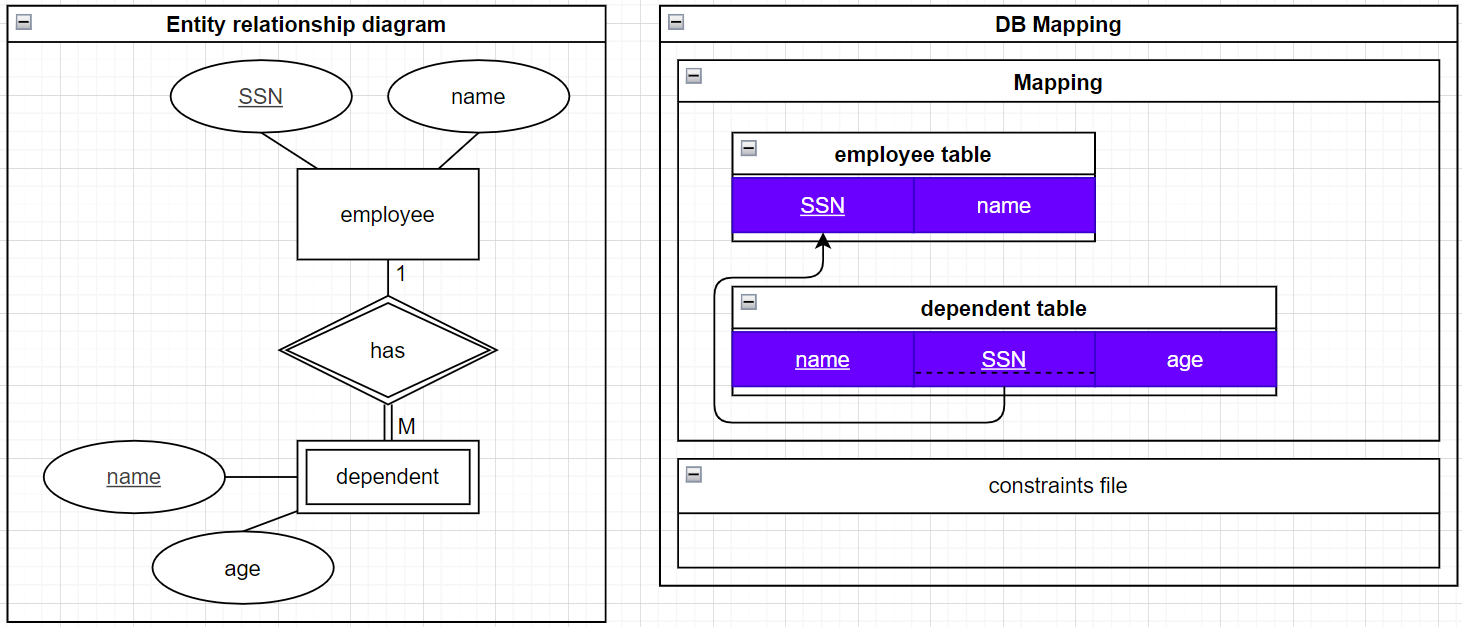 Entity relationship diagram
SSN
name
employee
1
has
M
name
dependent
age
DB Mapping
Mapping
employee table
SSN name
dependent table
name SSN age
constraints file